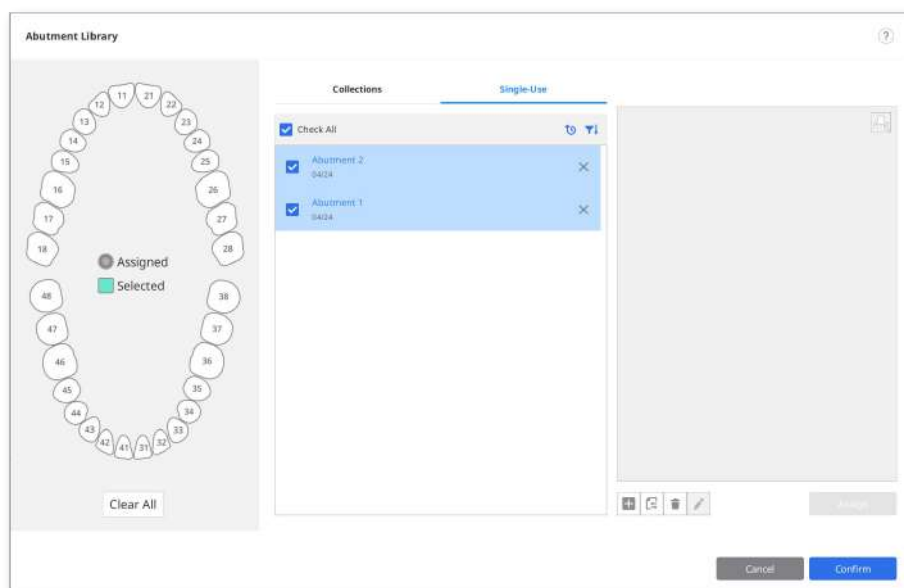 Abutment Library
?
Collections
Single-Use
Check All
Abutment 2
04/24
Abutment 1
04/24
11 21
12 22
13 23
14 24
15 25
16 26
17 27
18 28
Assigned
Selected
48 38
47 37
46 36
45 35
44 34
43 33
42 41 31 32
Clear All
Assign
Cancel
Confirm